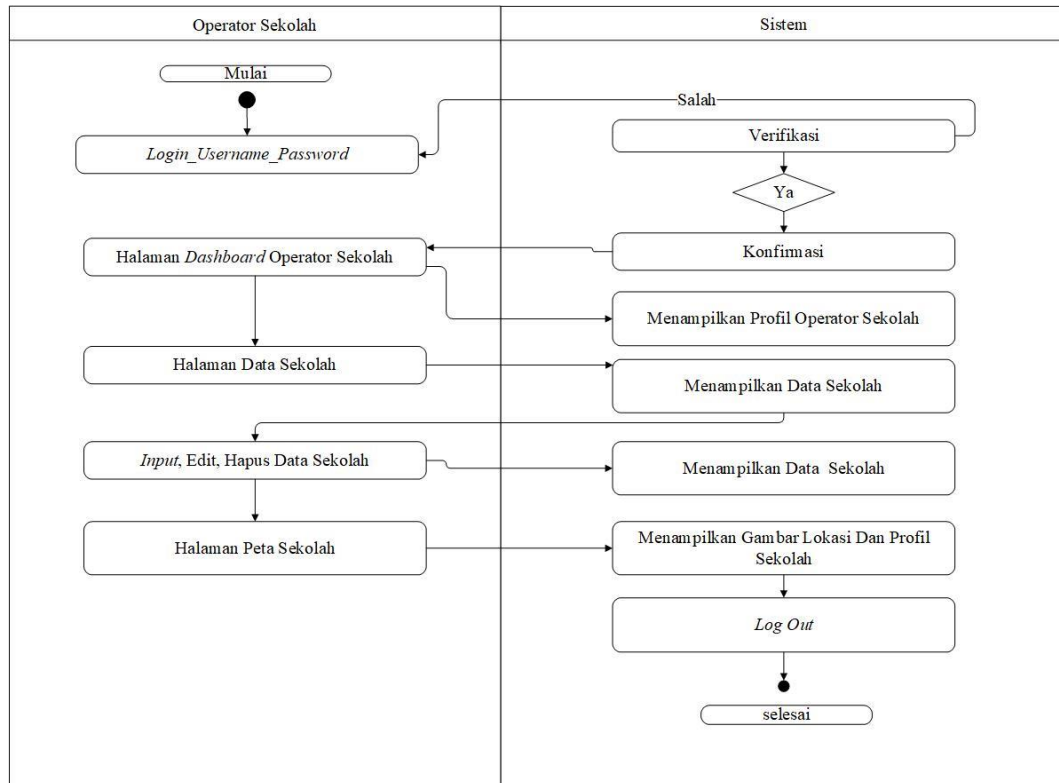 Operator Sekolah
Sistem
Mulai
Salah
Verifikasi
Login_Username_Password
Ya
Konfirmasi
Halaman Dashboard Operator Sekolah
Menampilkan Profil Operator Sekolah
Halaman Data Sekolah
Menampilkan Data Sekolah
Input, Edit, Hapus Data Sekolah
Menampilkan Data  Sekolah
Halaman Peta Sekolah
Menampilkan Gambar Lokasi Dan Profil
Sekolah
Log Out
selesai